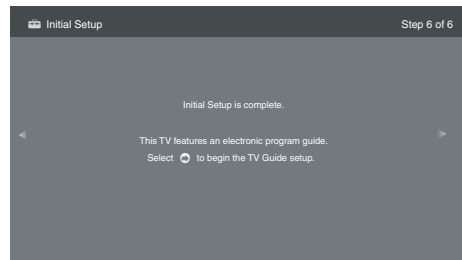 Initial Setup
Step 6 of 6
Initial Setup is complete.
This TV features an electronic program guide.
Select to begin the TV Guide setup.